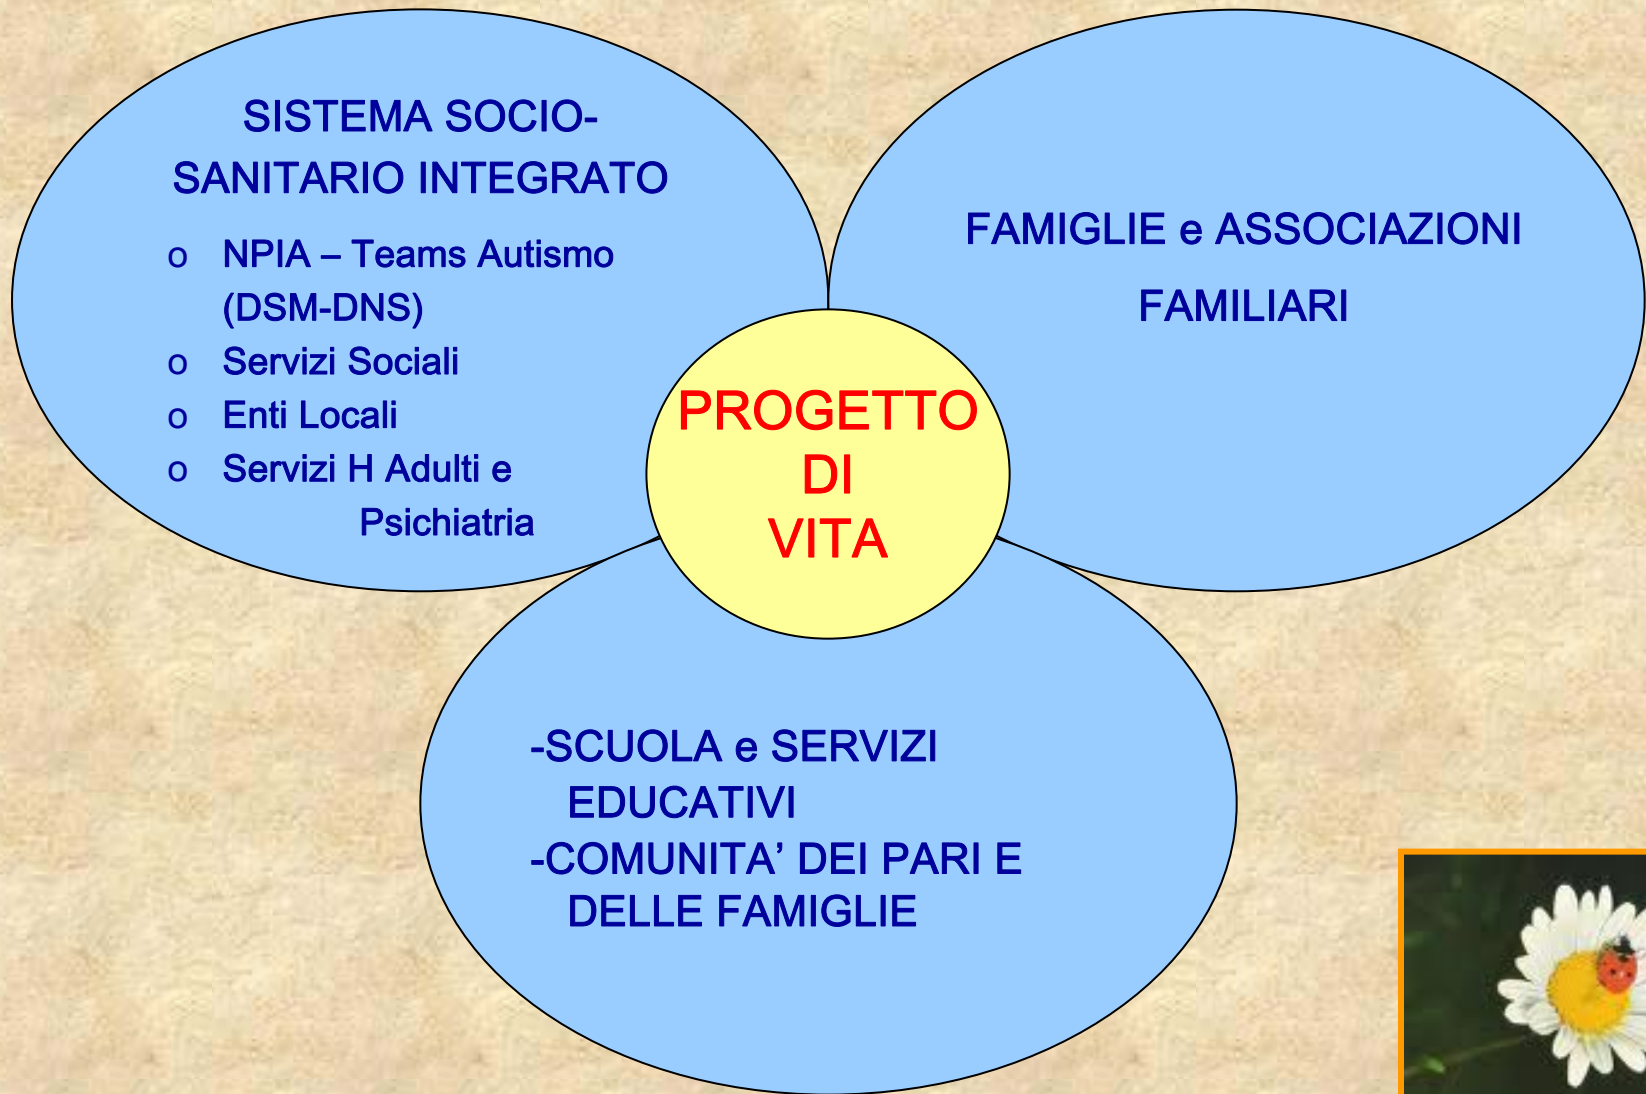 SISTEMA SOCIO-
SANITARIO INTEGRATO
o NPIA – Teams Autismo
(DSM-DNS)
o Servizi Sociali
o Enti Locali
o Servizi H Adulti e
Psichiatria
FAMIGLIE e ASSOCIAZIONI
FAMILIARI
PROGETTO
DI
VITA
-SCUOLA e SERVIZI
EDUCATIVI
-COMUNITA’ DEI PARI E
DELLE FAMIGLIE